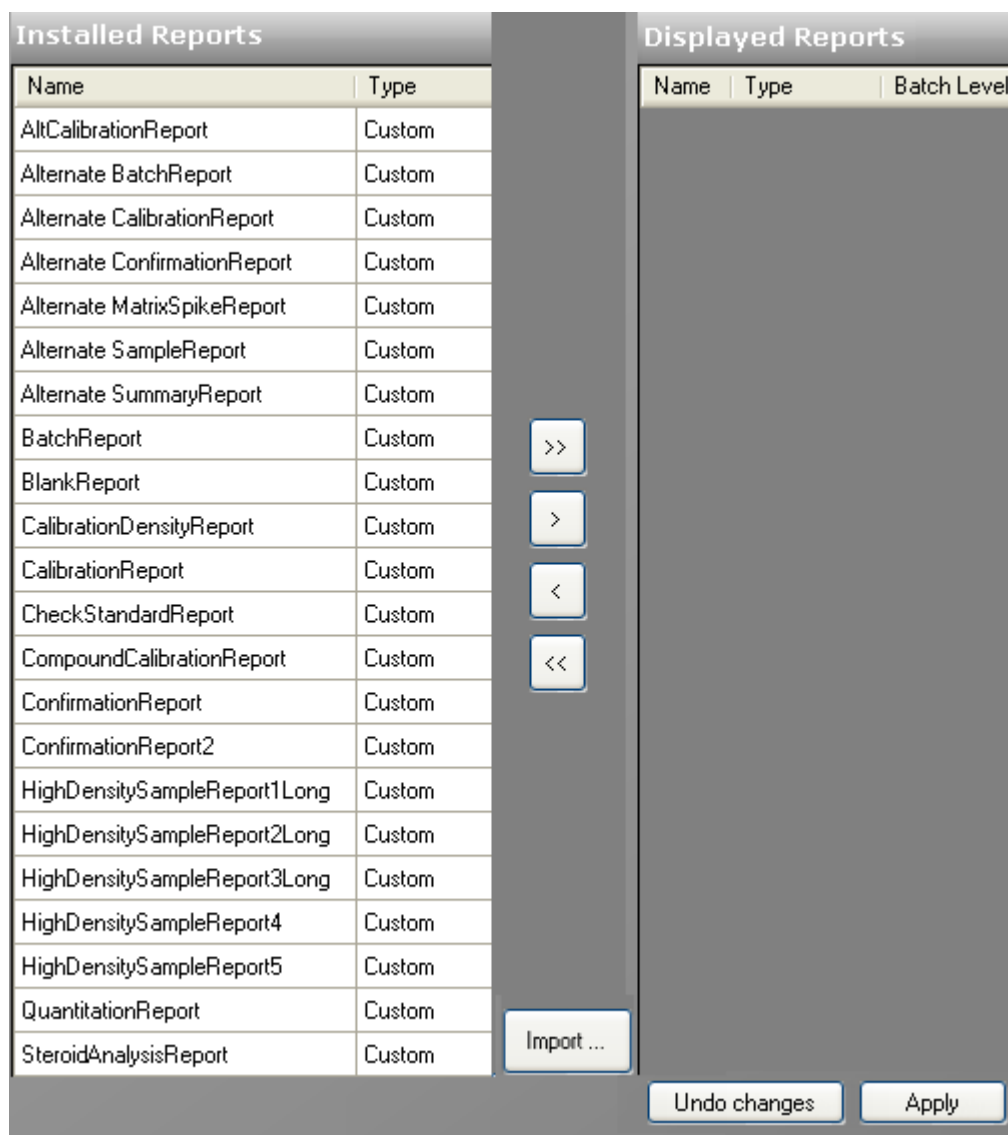 Installed Reports
Name Type
AltCalibrationReport Custom
Alternate BatchReport Custom
Alternate CalibrationReport Custom
Alternate ConfirmationReport Custom
Alternate MatrixSpikeReport Custom
Alternate SampleReport Custom
Alternate SummaryReport Custom
BatchReport Custom
BlankReport Custom
CalibrationDensityReport Custom
CalibrationReport Custom
CheckStandardReport Custom
CompoundCalibrationReport Custom
ConfirmationReport Custom
ConfirmationReport2 Custom
HighDensitySampleReport1Long Custom
HighDensitySampleReport2Long Custom
HighDensitySampleReport3Long Custom
HighDensitySampleReport4 Custom
HighDensitySampleReport5 Custom
QuantitationReport Custom
SteroidAnalysisReport Custom
>>
>
<
<<
Import ...
Displayed Reports
Name Type Batch Level
Undo changes Apply